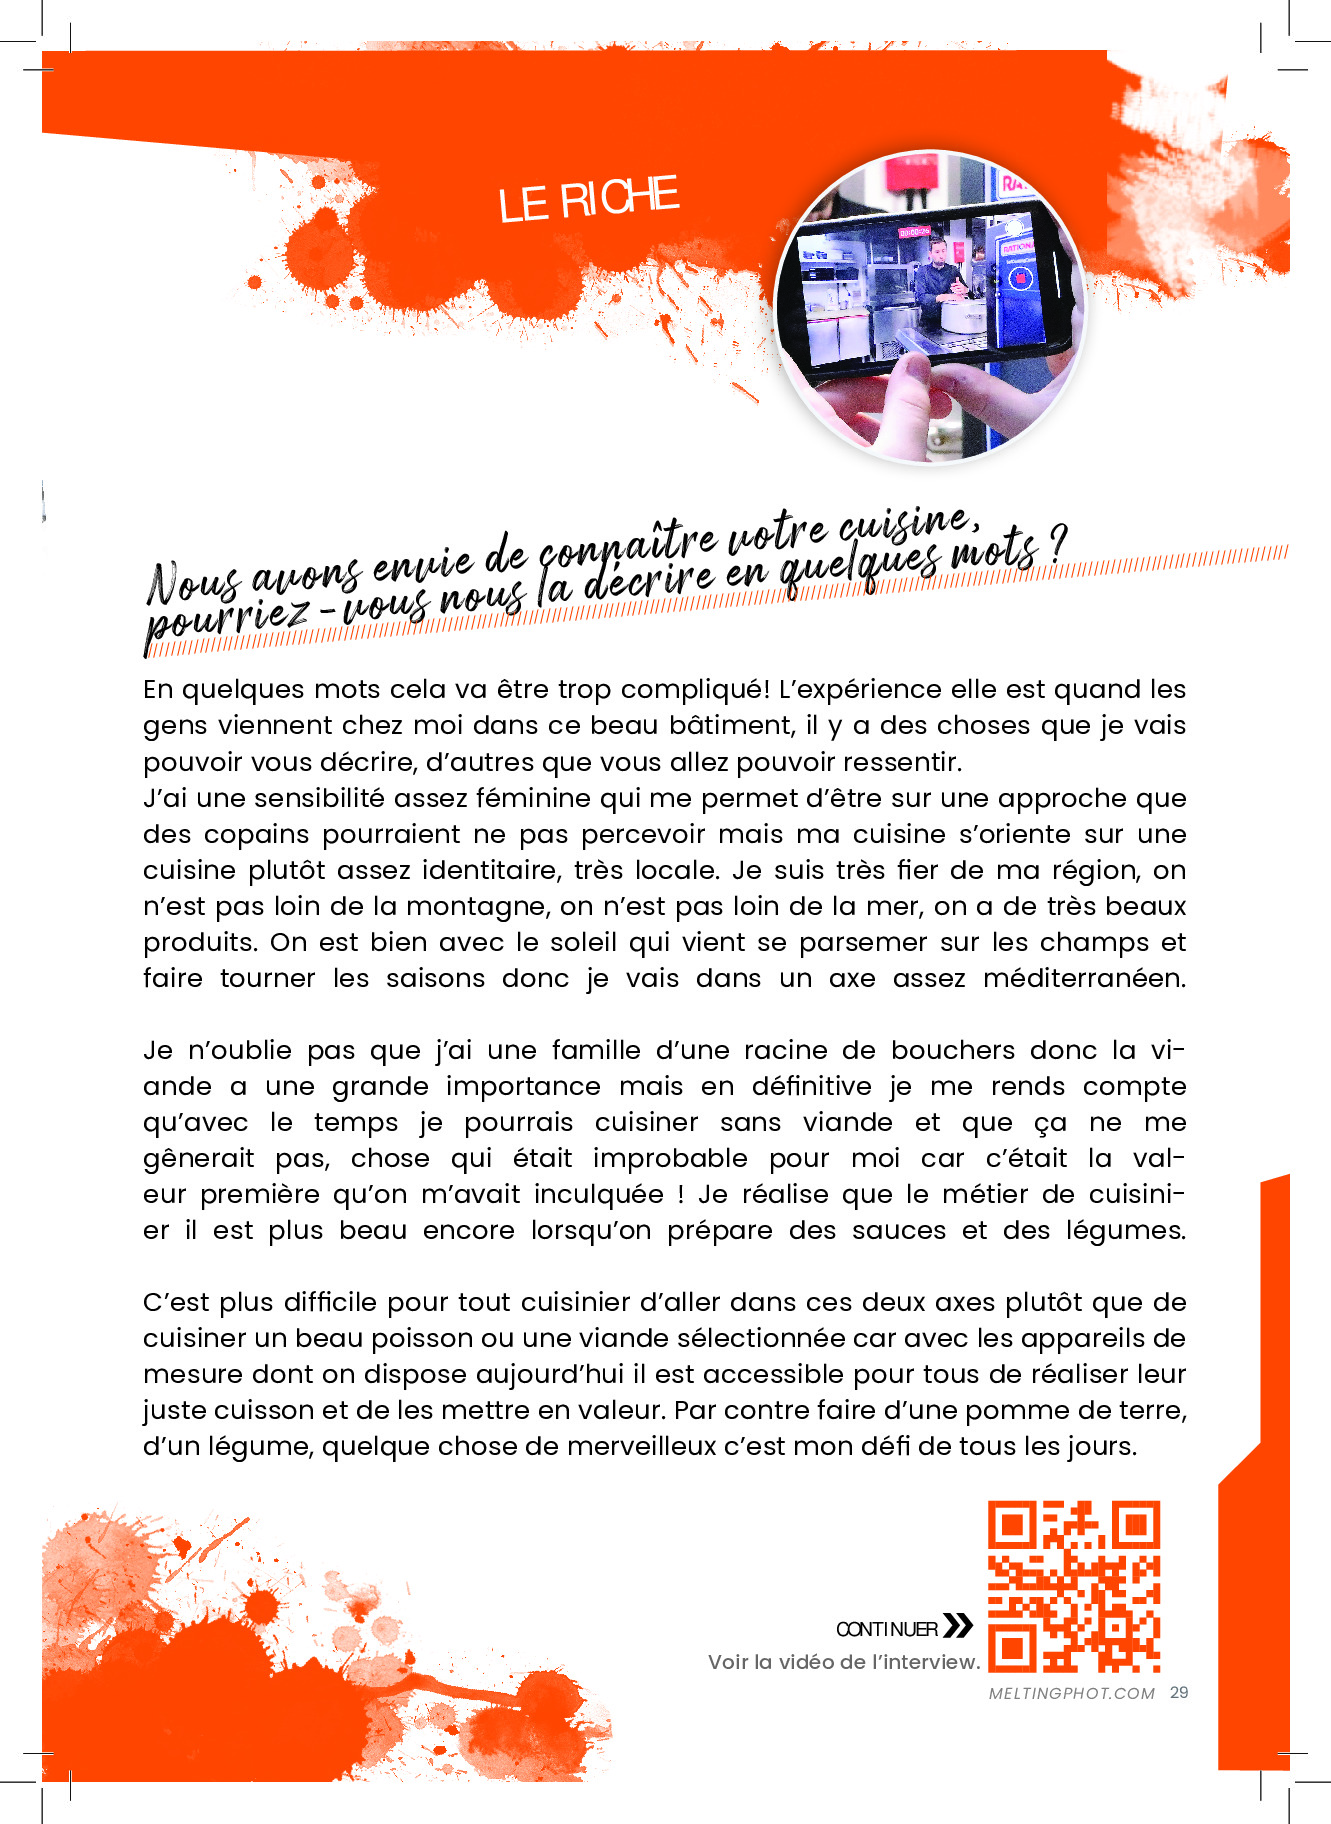 LE RICHE
RA
00:00:26
RATIONA
Nous avons envie de connaître votre cuisine,
pourriez-vous nous la décrire en quelques mots ?
En quelques mots cela va être trop compliqué! L’expérience elle est quand les
gens viennent chez moi dans ce beau bâtiment, il y a des choses que je vais
pouvoir vous décrire, d’autres que vous allez pouvoir ressentir.
J’ai une sensibilité assez féminine qui me permet d’être sur une approche que
des copains pourraient ne pas percevoir mais ma cuisine s’oriente sur une
cuisine plutôt assez identitaire, très locale. Je suis très fier de ma région, on
n’est pas loin de la montagne, on n’est pas loin de la mer, on a de très beaux
produits. On est bien avec le soleil qui vient se parsemer sur les champs et
faire tourner les saisons donc je vais dans un axe assez méditerranéen.
Je n’oublie pas que j’ai une famille d’une racine de bouchers donc la vi-
ande a une grande importance mais en définitive je me rends compte
qu’avec le temps je pourrais cuisiner sans viande et que ça ne me
gênerait pas, chose qui était improbable pour moi car c’était la val-
eur première qu’on m’avait inculquée ! Je réalise que le métier de cuisini-
er il est plus beau encore lorsqu’on prépare des sauces et des légumes.
C’est plus difficile pour tout cuisinier d’aller dans ces deux axes plutôt que de
cuisiner un beau poisson ou une viande sélectionnée car avec les appareils de
mesure dont on dispose aujourd’hui il est accessible pour tous de réaliser leur
juste cuisson et de les mettre en valeur. Par contre faire d’une pomme de terre,
d’un légume, quelque chose de merveilleux c’est mon défi de tous les jours.
CONTINUER
Voir la vidéo de l’interview.
MELTINGPHOT.COM 29